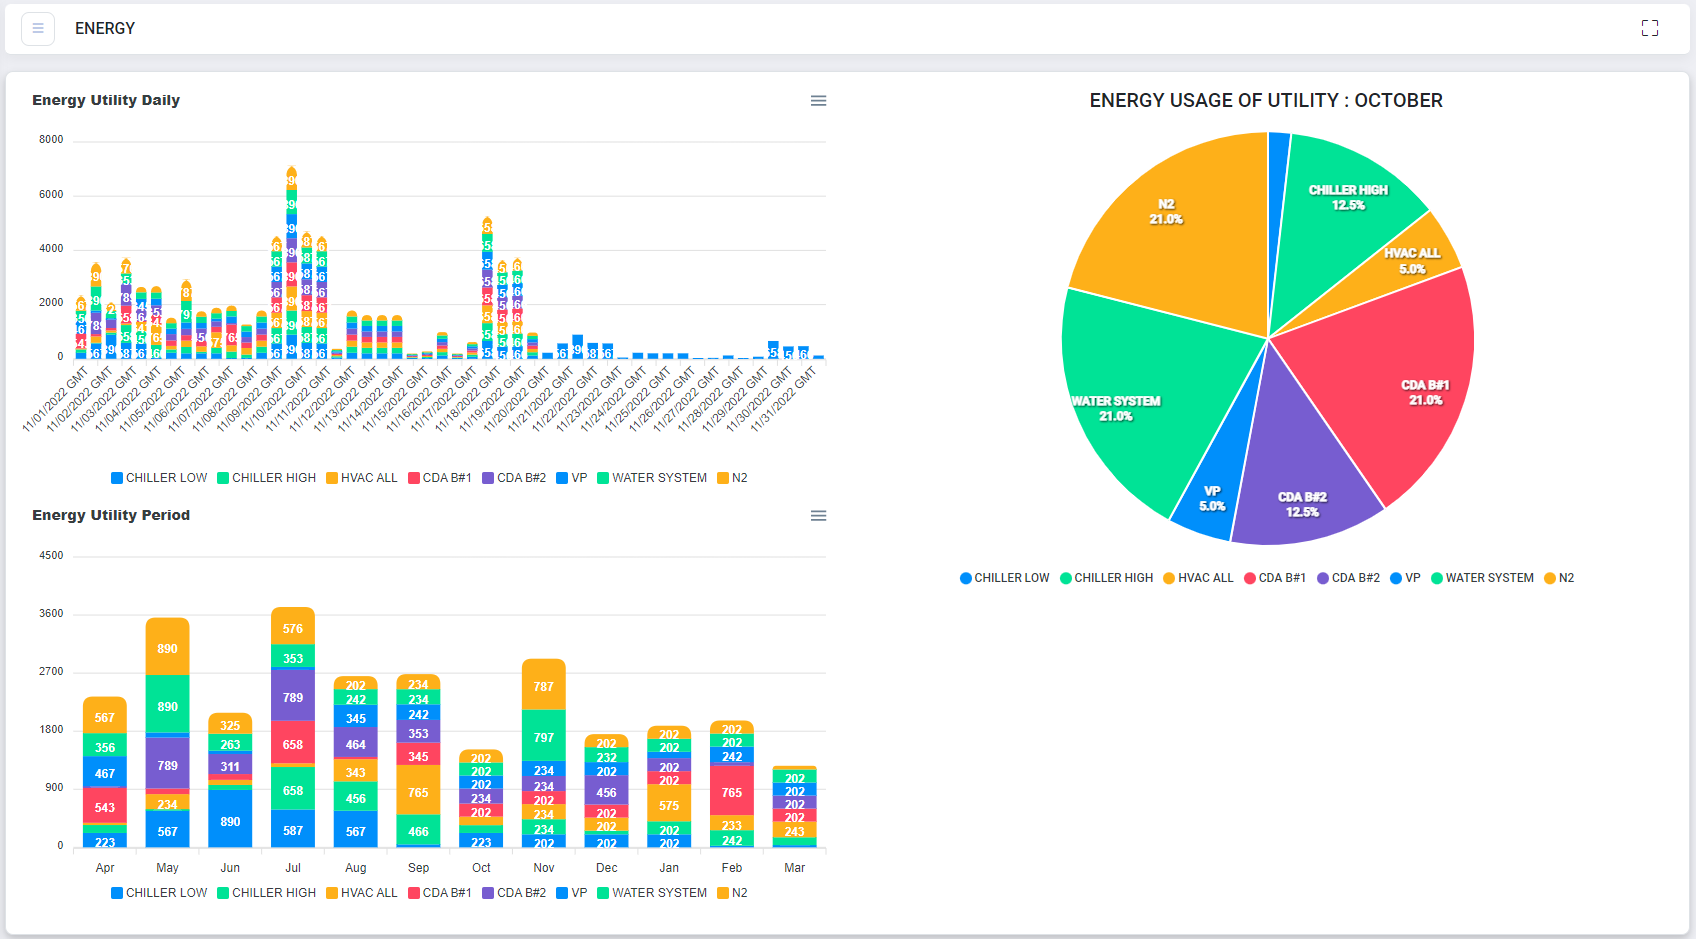 ENERGY
Energy Utility Daily
8000
6000
4000
2000
0
11/01/2022 GMT
11/02/2022 GMT
11/03/2022 GMT
11/04/2022 GMT
11/05/2022 GMT
11/06/2022 GMT
11/07/2022 GMT
11/08/2022 GMT
11/09/2022 GMT
11/10/2022 GMT
11/11/2022 GMT
11/12/2022 GMT
11/13/2022 GMT
11/14/2022 GMT
11/15/2022 GMT
11/16/2022 GMT
11/17/2022 GMT
11/18/2022 GMT
11/19/2022 GMT
11/20/2022 GMT
11/21/2022 GMT
11/22/2022 GMT
11/23/2022 GMT
11/24/2022 GMT
11/25/2022 GMT
11/26/2022 GMT
11/27/2022 GMT
11/28/2022 GMT
11/29/2022 GMT
11/30/2022 GMT
11/31/2022 GMT
CHILLER LOW CHILLER HIGH HVAC ALL CDA B#1 CDA B#2 VP WATER SYSTEM N2
Energy Utility Period
4500
3600
2700
1800
900
0
567
356
467
543
223
890
890
789
234
567
325
263
311
890
576
353
789
658
658
587
202
242
345
464
343
456
567
234
234
242
353
345
765
466
202
202
202
234
202
223
787
797
234
234
202
234
234
202
202
232
202
456
202
202
202
202
202
202
202
575
202
202
202
202
242
765
233
242
202
202
202
202
243
Apr May Jun Jul Aug Sep Oct Nov Dec Jan Feb Mar
CHILLER LOW CHILLER HIGH HVAC ALL CDA B#1 CDA B#2 VP WATER SYSTEM N2
ENERGY USAGE OF UTILITY : OCTOBER
CHILLER HIGH
12.5%
HVAC ALL
5.0%
CDA B#1
21.0%
CDA B#2
12.5%
VP
5.0%
WATER SYSTEM
21.0%
N2
21.0%
CHILLER LOW CHILLER HIGH HVAC ALL CDA B#1 CDA B#2 VP WATER SYSTEM N2